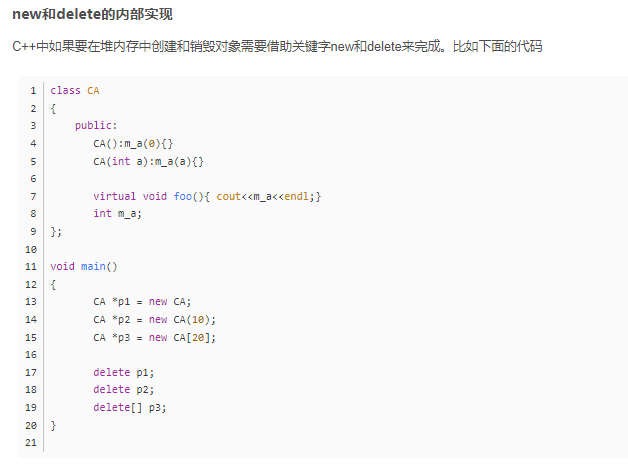 new和delete的内部实现
C++中如果要在堆内存中创建和销毁对象需要借助关键字new和delete来完成。比如下面的代码
1 class CA
2 {
3     public:
4        CA():m_a(0){}
5        CA(int a):m_a(a){}
6
7        virtual void foo(){ cout<<m_a<<endl;}
8        int m_a;
9 };
10
11 void main()
12 {
13        CA *p1 = new CA;
14        CA *p2 = new CA(10);
15        CA *p3 = new CA[20];
16
17        delete p1;
18        delete p2;
19        delete[] p3;
20 }
21